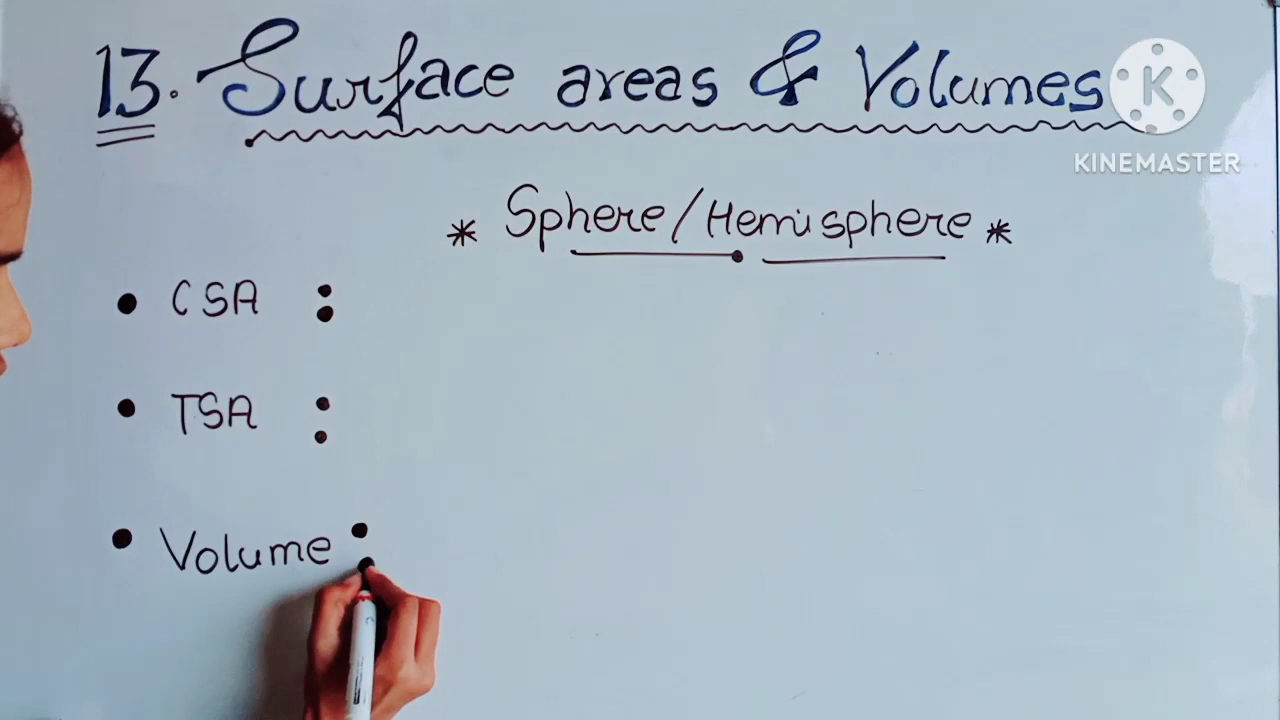 13. Surface areas & Volumes
K
KINEMASTER
* Sphere/Hemisphere *
• CSA :
• TSA :
• Volume :